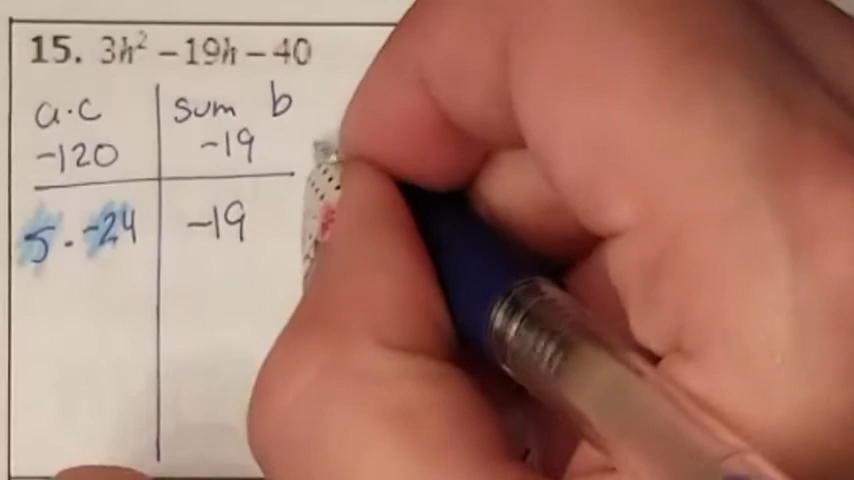 15. 3h² − 19h − 40
a·c | sum b
-120 | -19
5 · -24 | -19